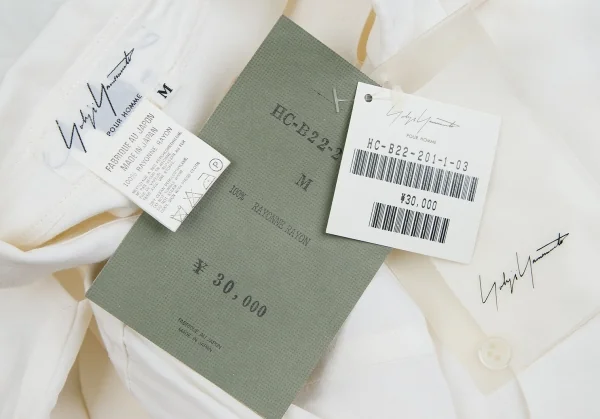 Yohji Yamamoto
POUR HOMME
M
FABRIQUE AU JAPON
MADE IN JAPAN
100% RAYONNE RAYON
HC-B22-2
M
100% RAYONNE RAYON
¥ 30,000
FABRIQUE AU JAPON
MADE IN JAPAN
Yohji Yamamoto
POUR HOMME
HC-B22-201-1-03
¥30,000
Yohji Yamamoto